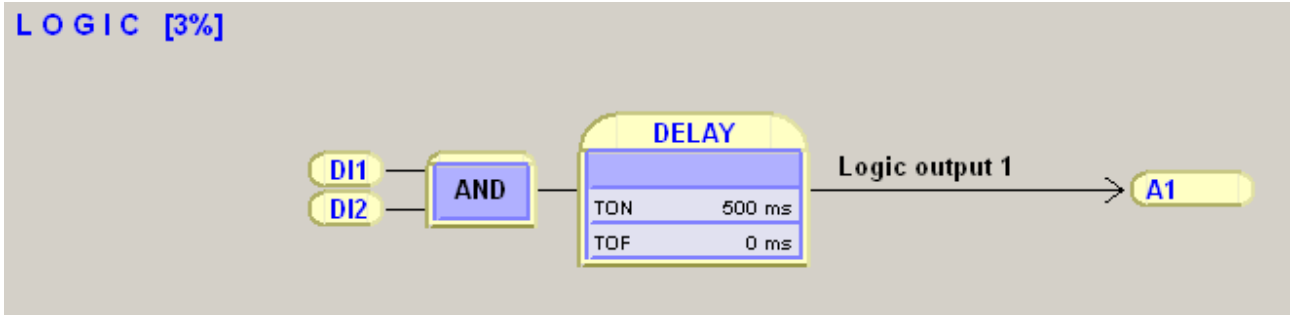 LOGIC [3%]
DELAY
DI1
DI2
AND
TON 500 ms
TOF 0 ms
Logic output 1
A1